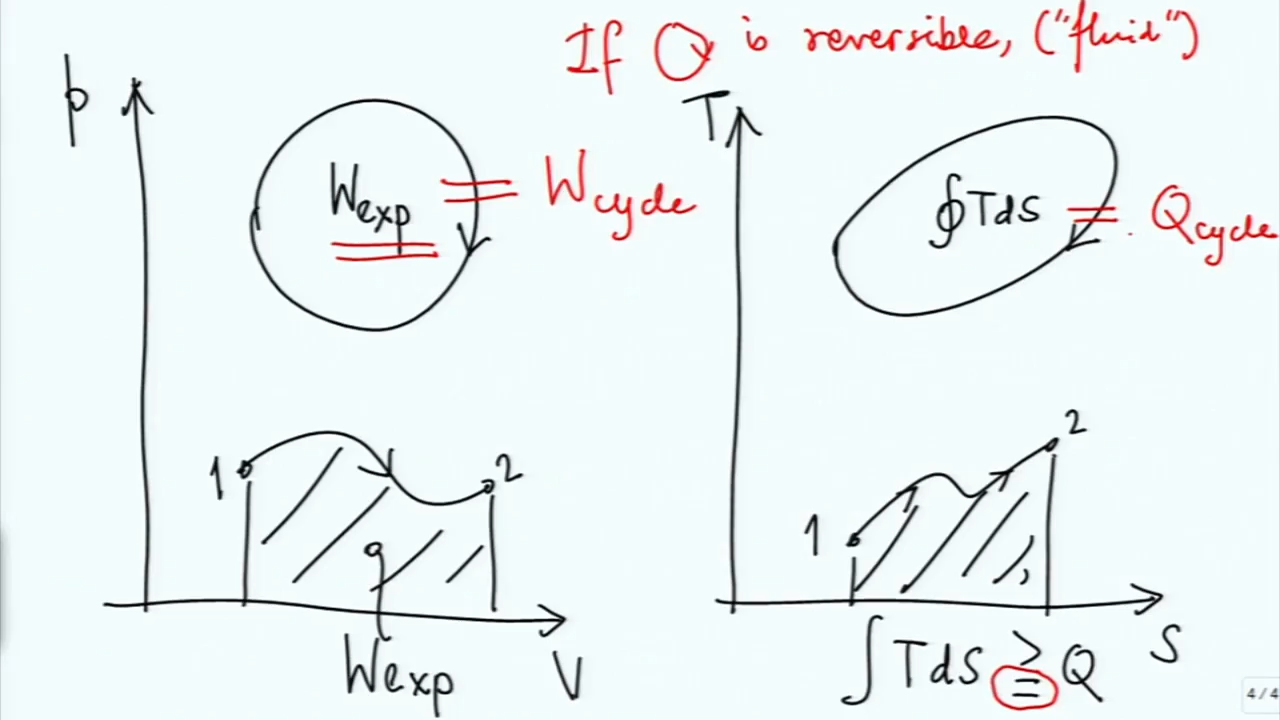 If Q is reversible, ("fluid")
p
T
Wexp = Wcycle
∮TdS = Qcycle
1
2
1
2
Wexp
V
∫TdS ≥ Q
S
4/4